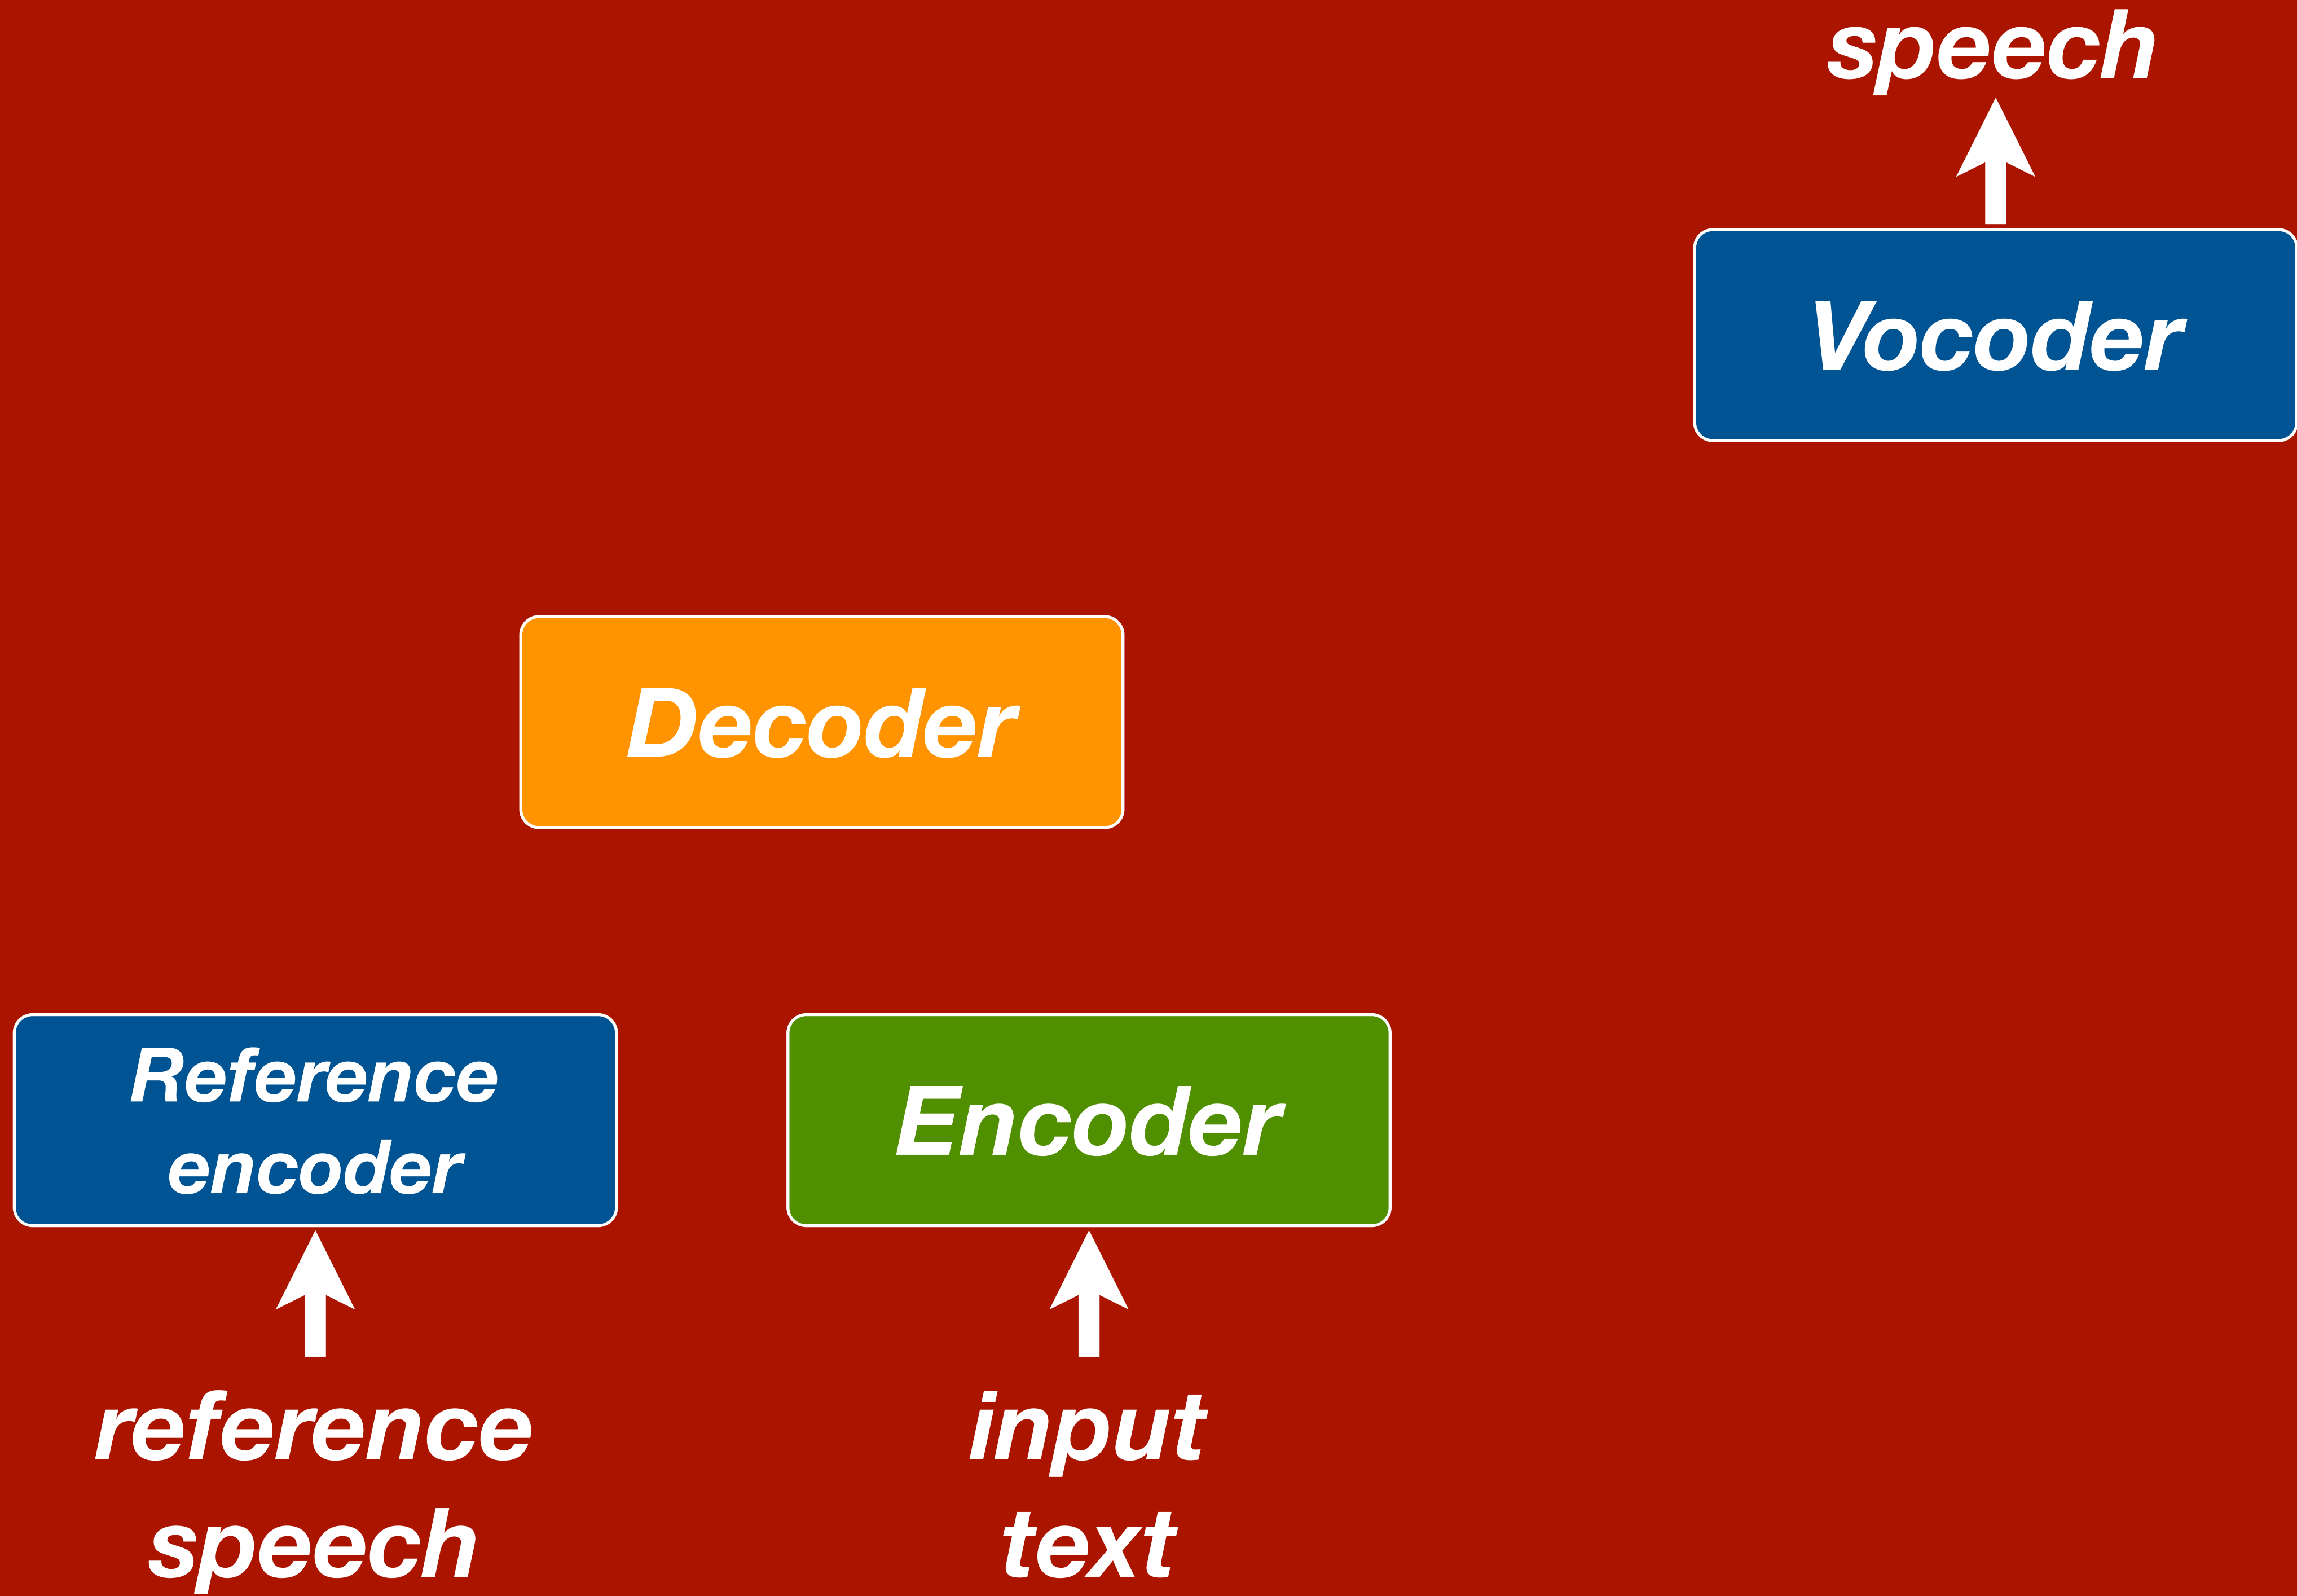 speech
Vocoder
Decoder
Reference
encoder
Encoder
reference
speech
input
text